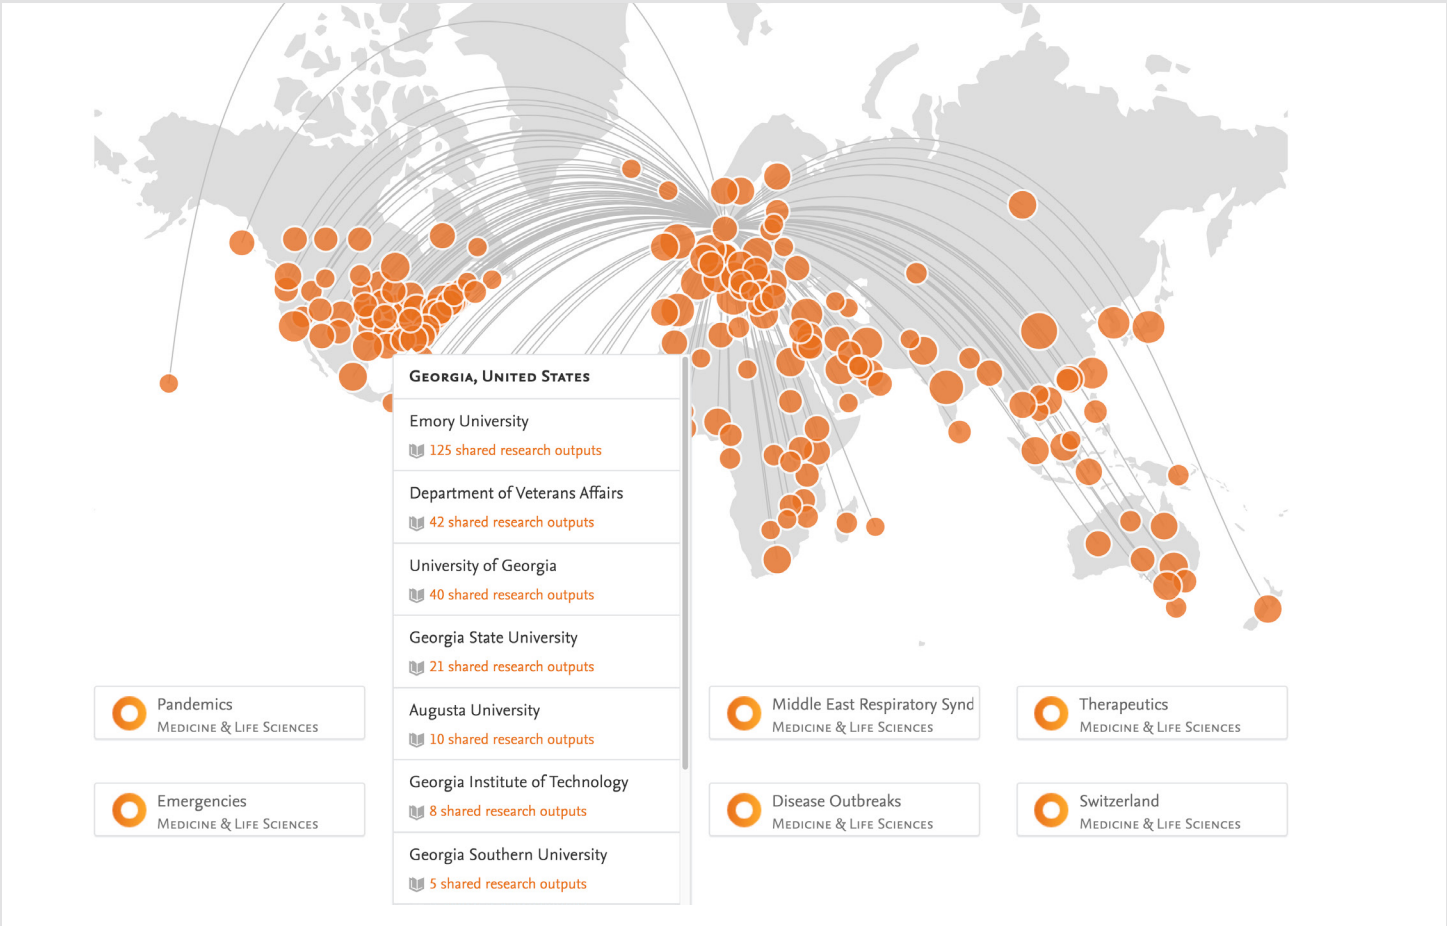 GEORGIA, UNITED STATES
Emory University
125 shared research outputs
Department of Veterans Affairs
42 shared research outputs
University of Georgia
40 shared research outputs
Georgia State University
21 shared research outputs
Augusta University
10 shared research outputs
Georgia Institute of Technology
8 shared research outputs
Georgia Southern University
5 shared research outputs
Pandemics
MEDICINE & LIFE SCIENCES
Middle East Respiratory Synd
MEDICINE & LIFE SCIENCES
Therapeutics
MEDICINE & LIFE SCIENCES
Emergencies
MEDICINE & LIFE SCIENCES
Disease Outbreaks
MEDICINE & LIFE SCIENCES
Switzerland
MEDICINE & LIFE SCIENCES